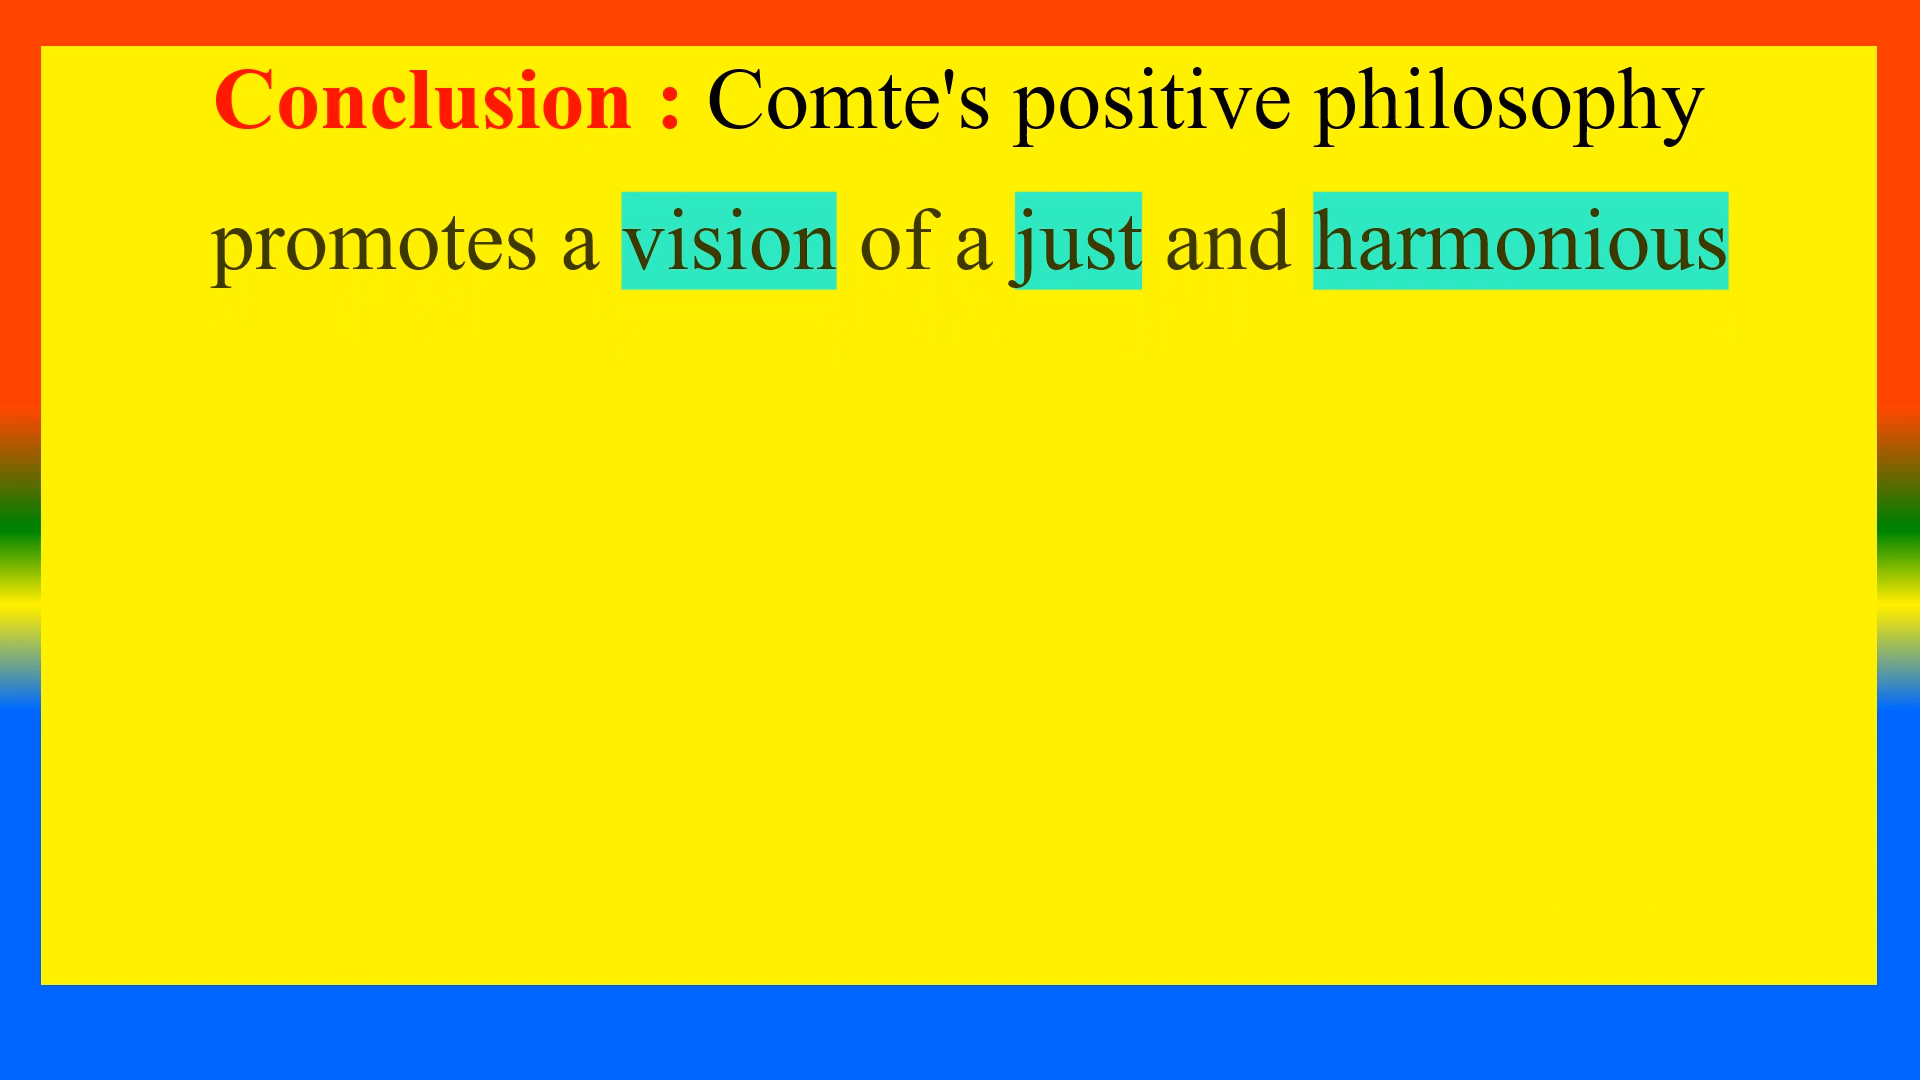 Conclusion : Comte's positive philosophy
promotes a vision of a just and harmonious